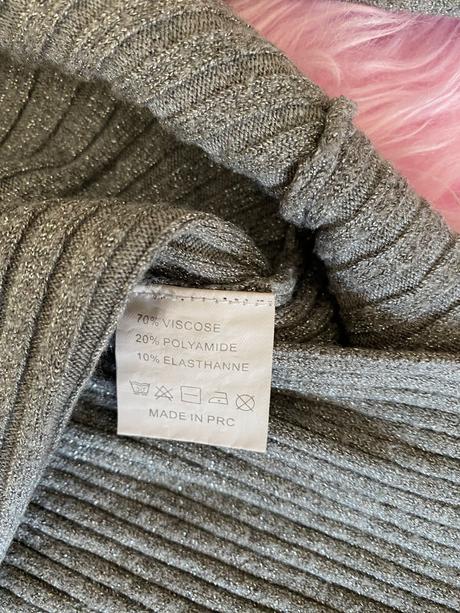 70% VISCOSE
20% POLYAMIDE
10% ELASTHANNE
MADE IN PRC